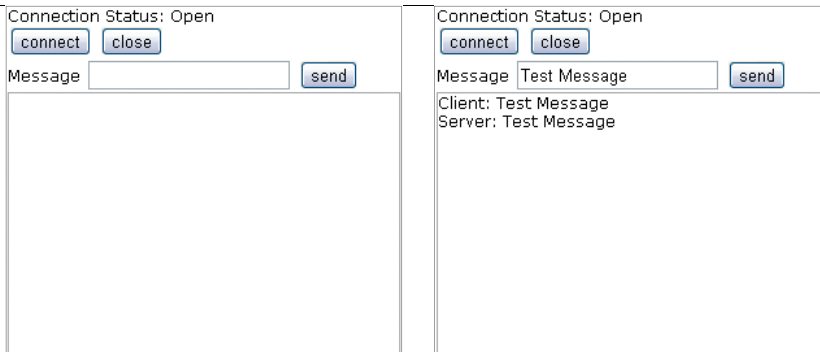 Connection Status: Open
connect close
Message send
Connection Status: Open
connect close
Message Test Message send
Client: Test Message
Server: Test Message